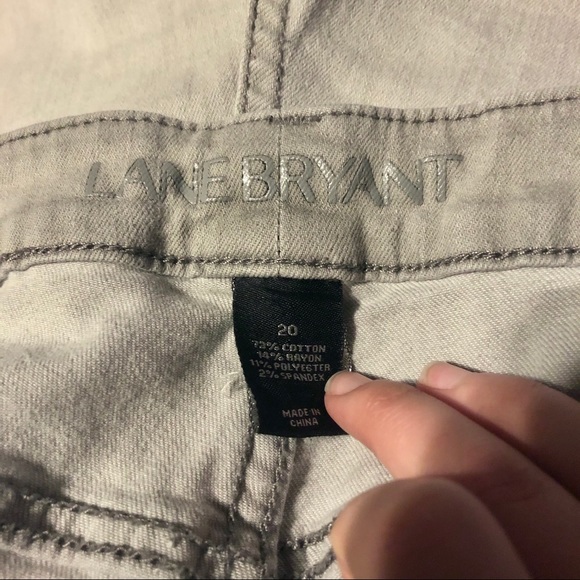 LANE BRYANT
20
73% COTTON
14% RAYON
11% POLYESTER
2% SPANDEX
MADE IN
CHINA